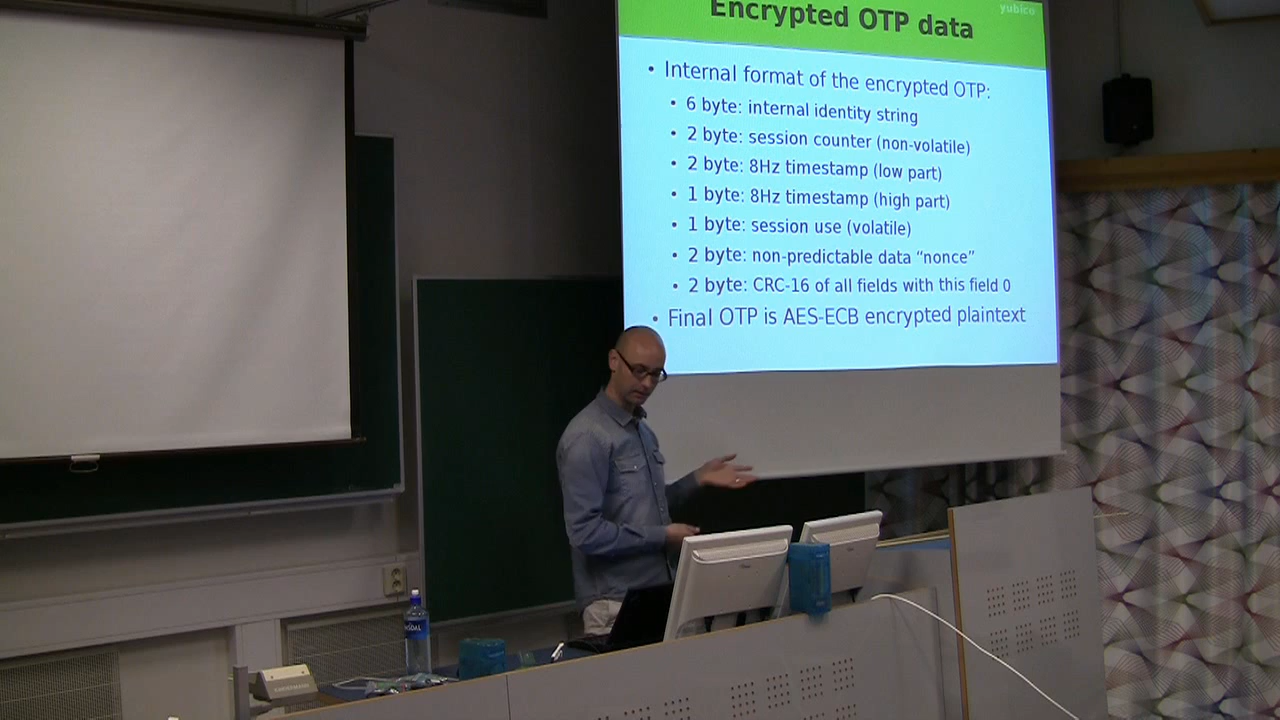 Encrypted OTP data
yubico
• Internal format of the encrypted OTP:
• 6 byte: internal identity string
• 2 byte: session counter (non-volatile)
• 2 byte: 8Hz timestamp (low part)
• 1 byte: 8Hz timestamp (high part)
• 1 byte: session use (volatile)
• 2 byte: non-predictable data “nonce”
• 2 byte: CRC-16 of all fields with this field 0
• Final OTP is AES-ECB encrypted plaintext